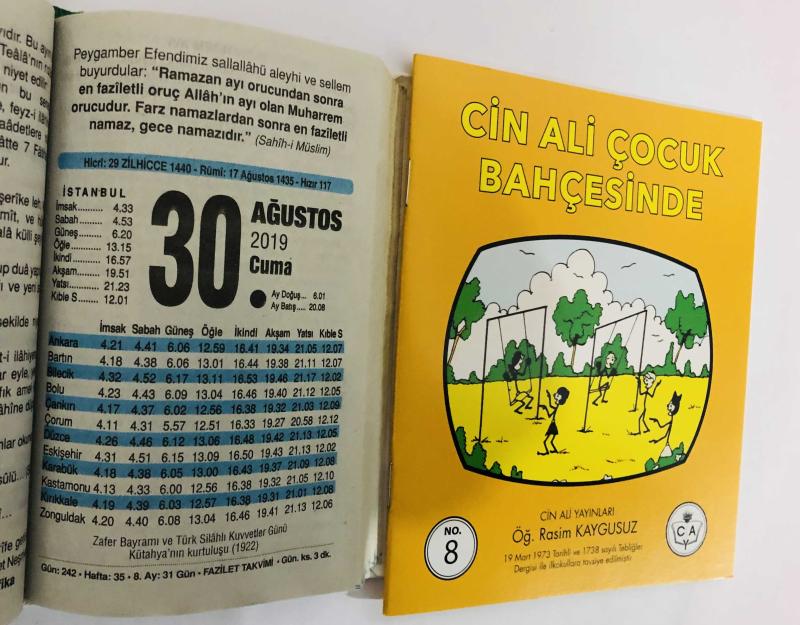 yıdır. Bu ayın
Teâlâ'nın
niyet edilir
Peygamber Efendimiz sallallâhü aleyhi ve sellem
buyurdular: “Ramazan ayı orucundan sonra
en fazîletli oruç Allâh'ın ayı olan Muharrem
orucudur. Farz namazlardan sonra en fazîletli
namaz, gece namazıdır.” (Sahîh-i Müslim)
Hicrî: 29 ZİLHİCCE 1440 - Rûmî: 17 Ağustos 1435 - Hızır 117
İSTANBUL
İmsak.......... 4.33
Sabah......... 4.53
Güneş......... 6.20
Öğle........... 13.15
İkindi.......... 16.57
Akşam........ 19.51
Yatsı........... 21.23
Kıble S........ 12.01
30.
AĞUSTOS
2019
Cuma
Ay Doğuş .. 6.01
Ay Batış..... 20.08
İmsak Sabah Güneş Öğle İkindi Akşam Yatsı Kıble S
Ankara 4.21 4.41 6.06 12.59 16.41 19.34 21.05 12.07
Bartın 4.18 4.38 6.06 13.01 16.44 19.38 21.11 12.07
Bilecik 4.32 4.52 6.17 13.11 16.53 19.46 21.17 12.02
Bolu 4.23 4.43 6.09 13.04 16.46 19.40 21.12 12.05
Çankırı 4.17 4.37 6.02 12.56 16.38 19.32 21.03 12.09
Çorum 4.11 4.31 5.57 12.51 16.33 19.27 20.58 12.12
Düzce 4.26 4.46 6.12 13.06 16.48 19.42 21.13 12.05
Eskişehir 4.31 4.51 6.15 13.09 16.50 19.43 21.13 12.02
Karabük 4.18 4.38 6.05 13.00 16.43 19.37 21.09 12.08
Kastamonu 4.13 4.33 6.00 12.56 16.38 19.32 21.05 12.10
Kırıkkale 4.19 4.39 6.03 12.57 16.38 19.31 21.01 12.08
Zonguldak 4.20 4.40 6.08 13.04 16.46 19.41 21.13 12.06
Zafer Bayramı ve Türk Silâhlı Kuvvetler Günü
Kütahya'nın kurtuluşu (1922)
Gün: 242 • Hafta: 35 • 8. Ay: 31 Gün • FAZİLET TAKVİMİ • Gün. ks. 3 dk.
CİN ALİ ÇOCUK
BAHÇESİNDE
CİN ALİ YAYINLARI
Öğ. Rasim KAYGUSUZ
19 Mart 1973 Tarihli ve 1738 sayılı Tebliğler
Dergisi ile ilkokullara tavsiye edilmiştir.
NO.
8
C A
Y